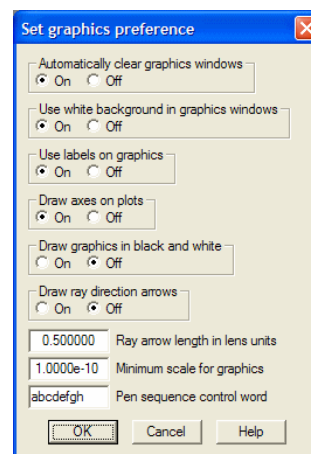 Set graphics preference
Automatically clear graphics windows
On Off
Use white background in graphics windows
On Off
Use labels on graphics
On Off
Draw axes on plots
On Off
Draw graphics in black and white
On Off
Draw ray direction arrows
On Off
0.500000 Ray arrow length in lens units
1.0000e-10 Minimum scale for graphics
abcdefgh Pen sequence control word
OK Cancel Help